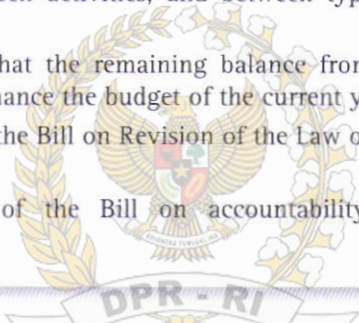 hat the remaining balance from
nance the budget of the current y
the Bill on Revision of the Law o
of the Bill on accountability
DPR - RI